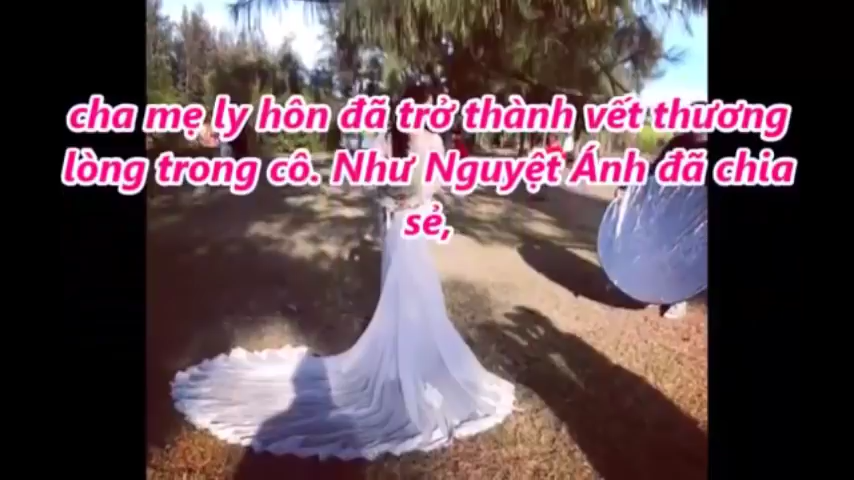 cha mẹ ly hôn đã trở thành vết thương
lòng trong cô. Như Nguyệt Ánh đã chia
sẻ,